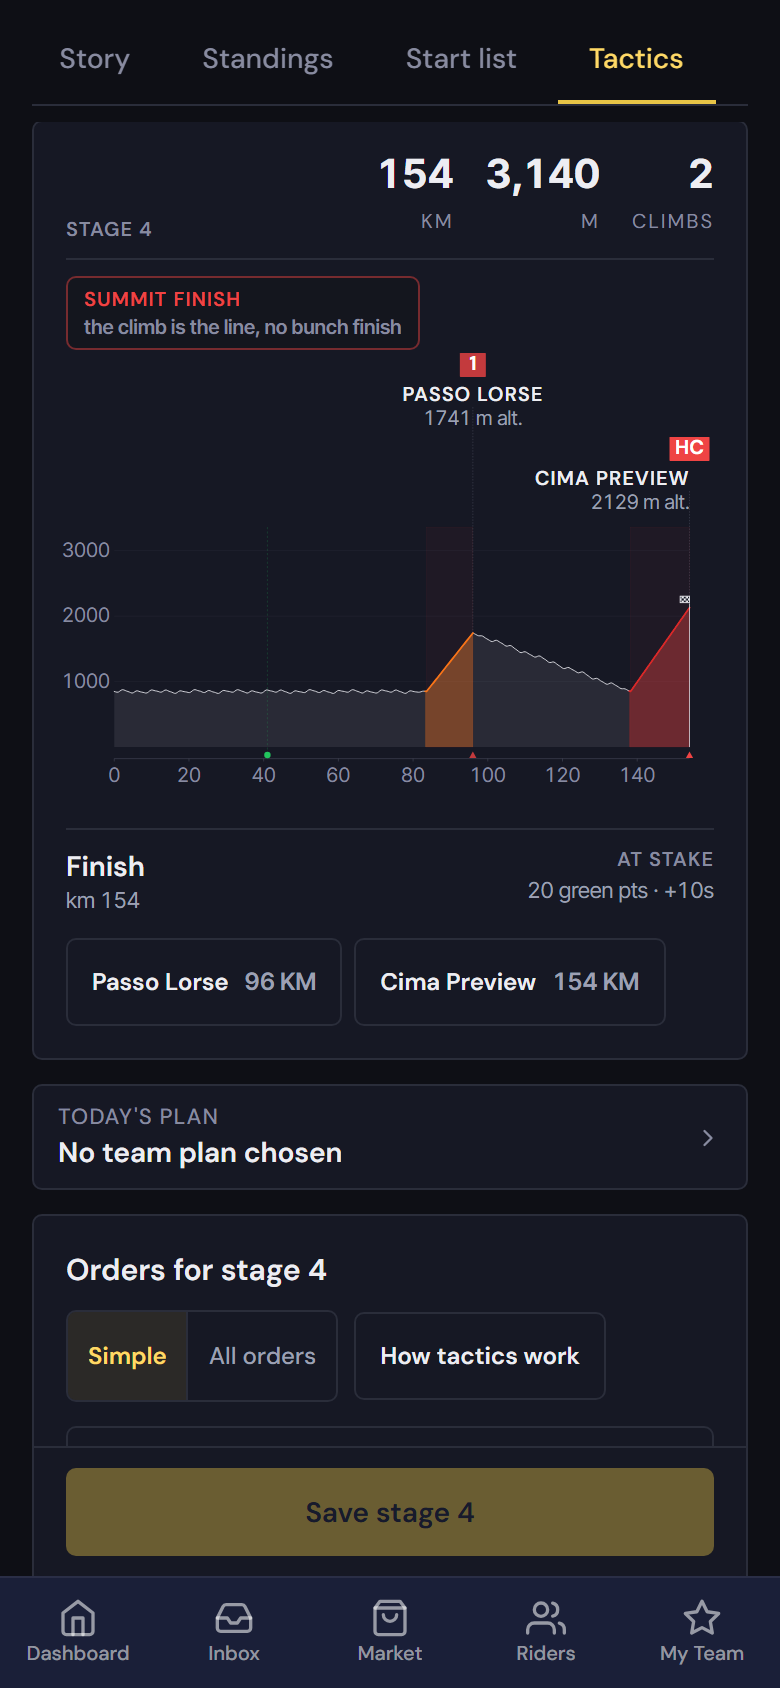 Story Standings Start list Tactics
154 3,140 2
STAGE 4 KM M CLIMBS
SUMMIT FINISH
the climb is the line, no bunch finish
1
PASSO LORSE
1741 m alt.
HC
CIMA PREVIEW
2129 m alt.
3000
2000
1000
0 20 40 60 80 100 120 140
Finish AT STAKE
km 154 20 green pts · +10s
Passo Lorse 96 KM Cima Preview 154 KM
TODAY'S PLAN
No team plan chosen
Orders for stage 4
Simple All orders How tactics work
Save stage 4
Dashboard Inbox Market Riders My Team